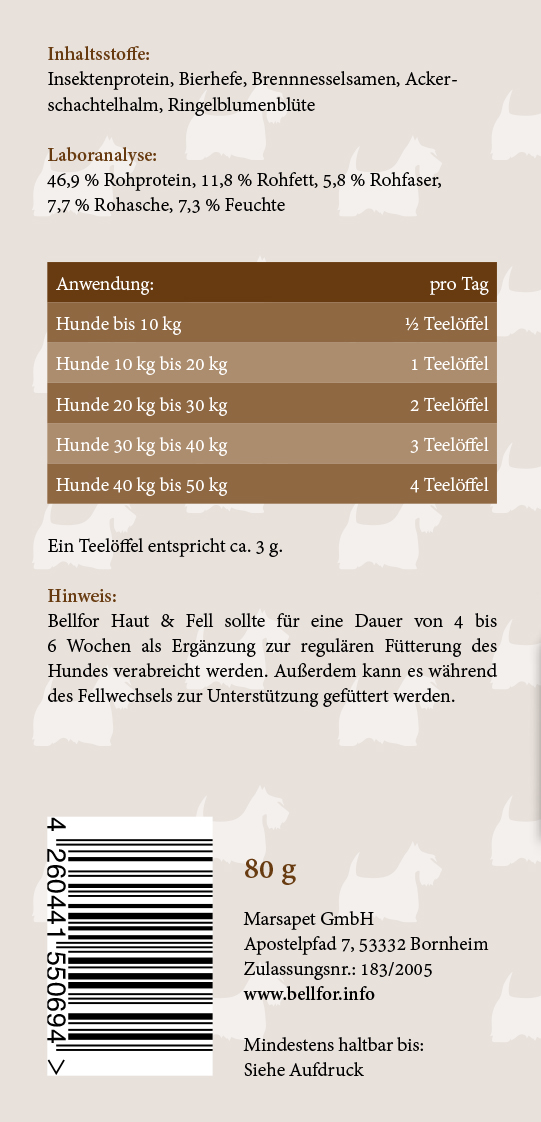 Inhaltsstoffe:
Insektenprotein, Bierhefe, Brennnesselsamen, Acker-
schachtelhalm, Ringelblumenblüte
Laboranalyse:
46,9 % Rohprotein, 11,8 % Rohfett, 5,8 % Rohfaser,
7,7 % Rohasche, 7,3 % Feuchte
Anwendung: pro Tag
Hunde bis 10 kg ½ Teelöffel
Hunde 10 kg bis 20 kg 1 Teelöffel
Hunde 20 kg bis 30 kg 2 Teelöffel
Hunde 30 kg bis 40 kg 3 Teelöffel
Hunde 40 kg bis 50 kg 4 Teelöffel
Ein Teelöffel entspricht ca. 3 g.
Hinweis:
Bellfor Haut & Fell sollte für eine Dauer von 4 bis
6 Wochen als Ergänzung zur regulären Fütterung des
Hundes verabreicht werden. Außerdem kann es während
des Fellwechsels zur Unterstützung gefüttert werden.
4 260441 550694 >
80 g
Marsapet GmbH
Apostelpfad 7, 53332 Bornheim
Zulassungsnr.: 183/2005
www.bellfor.info
Mindestens haltbar bis:
Siehe Aufdruck